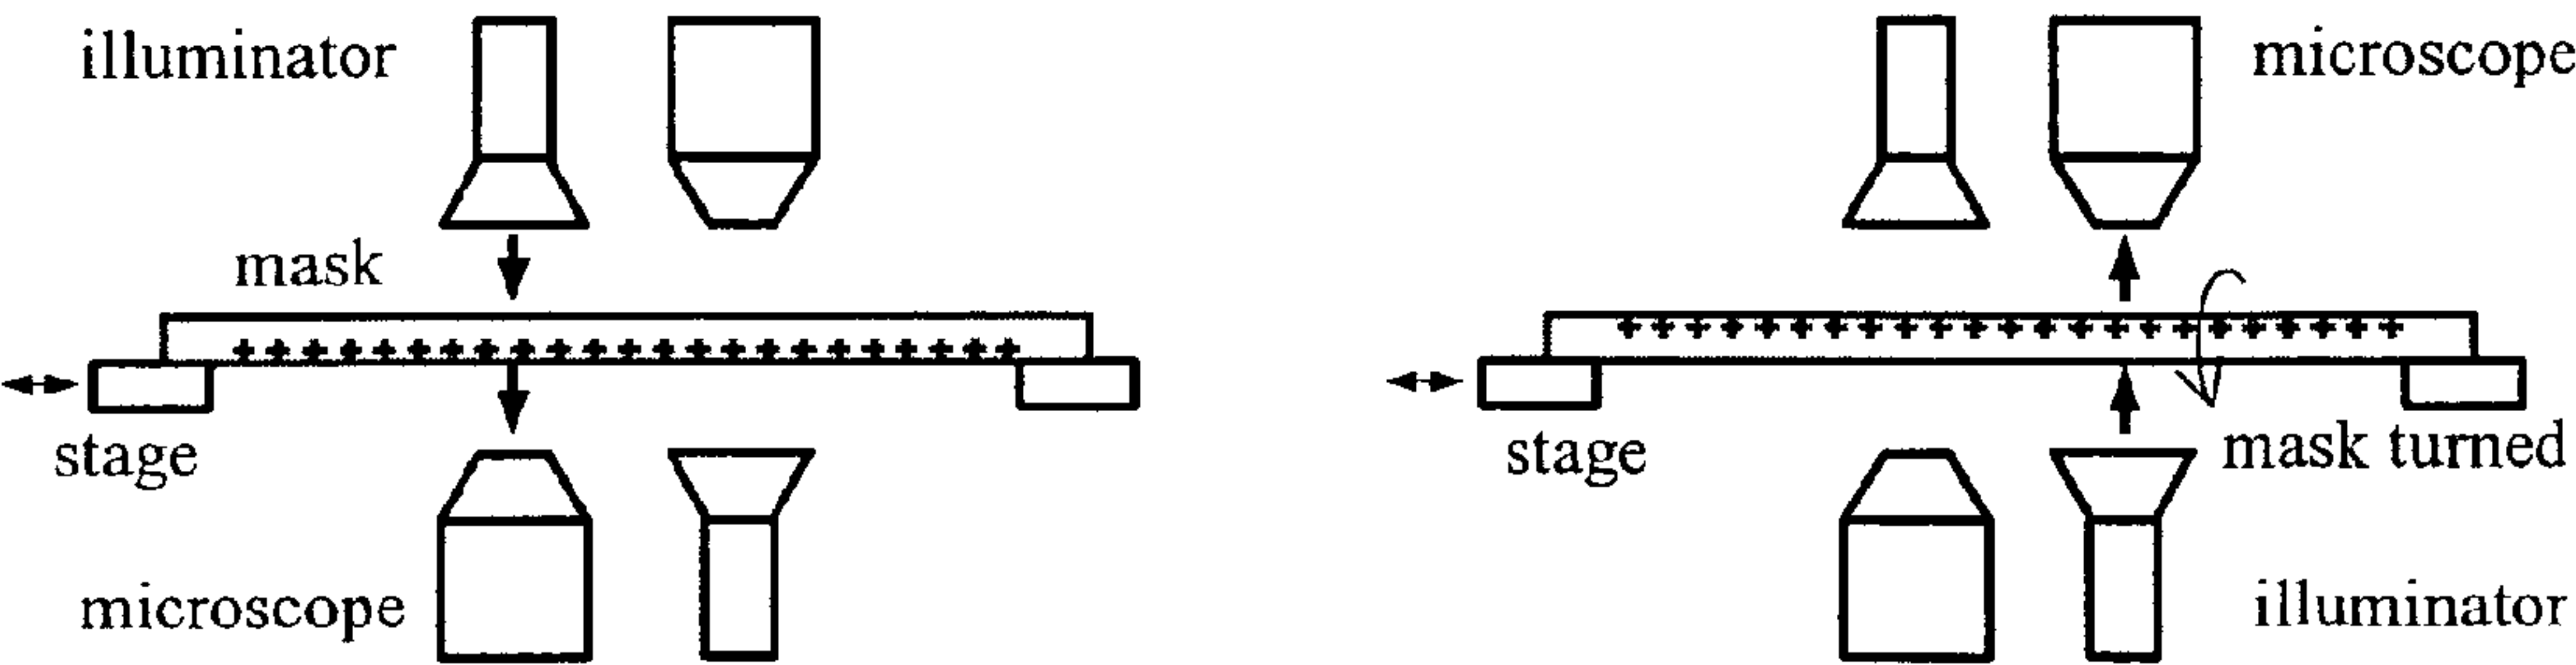 illuminator
microscope
mask
stage
microscope
stage
mask turned
illuminator